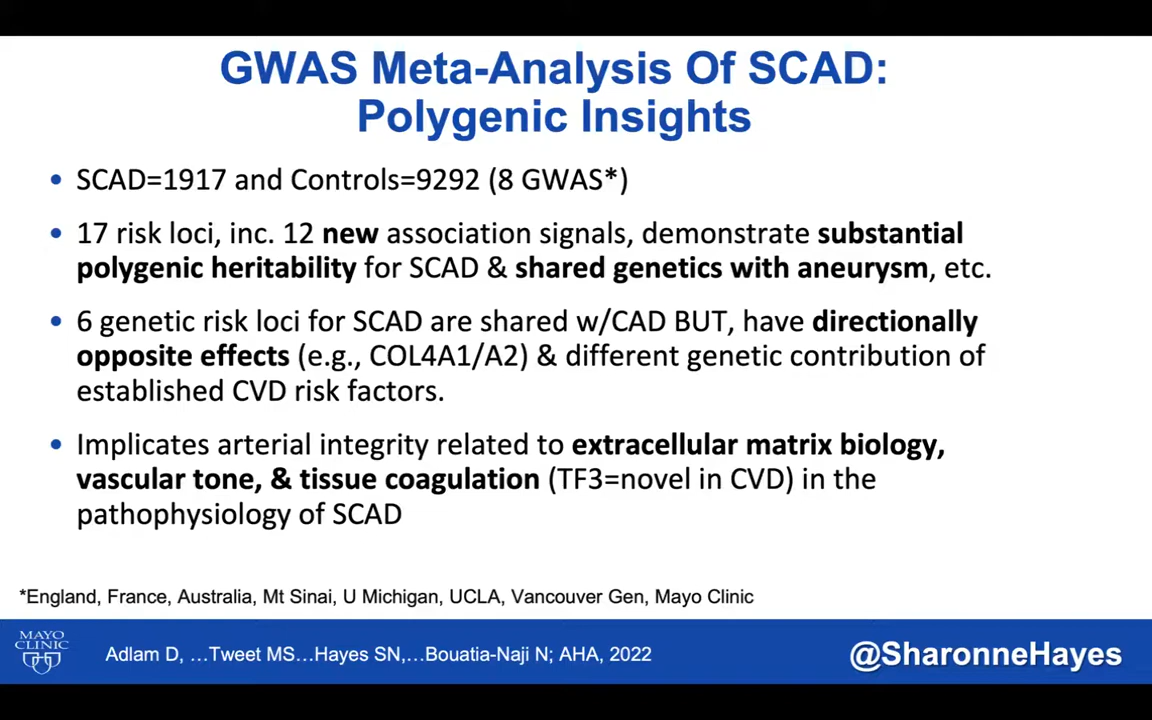 GWAS Meta-Analysis Of SCAD:
Polygenic Insights
• SCAD=1917 and Controls=9292 (8 GWAS*)
• 17 risk loci, inc. 12 new association signals, demonstrate substantial
polygenic heritability for SCAD & shared genetics with aneurysm, etc.
• 6 genetic risk loci for SCAD are shared w/CAD BUT, have directionally
opposite effects (e.g., COL4A1/A2) & different genetic contribution of
established CVD risk factors.
• Implicates arterial integrity related to extracellular matrix biology,
vascular tone, & tissue coagulation (TF3=novel in CVD) in the
pathophysiology of SCAD
*England, France, Australia, Mt Sinai, U Michigan, UCLA, Vancouver Gen, Mayo Clinic
MAYO
CLINIC
Adlam D, …Tweet MS…Hayes SN,…Bouatia-Naji N; AHA, 2022
@SharonneHayes